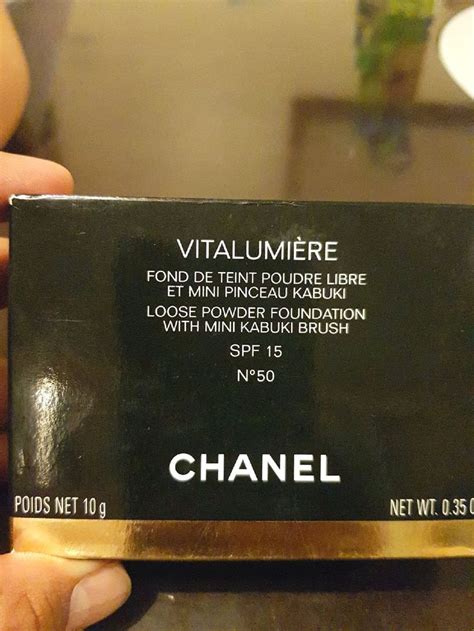 VITALUMIÈRE
FOND DE TEINT POUDRE LIBRE
ET MINI PINCEAU KABUKI
LOOSE POWDER FOUNDATION
WITH MINI KABUKI BRUSH
SPF 15
N°50
CHANEL
POIDS NET 10 g
NET WT. 0.35